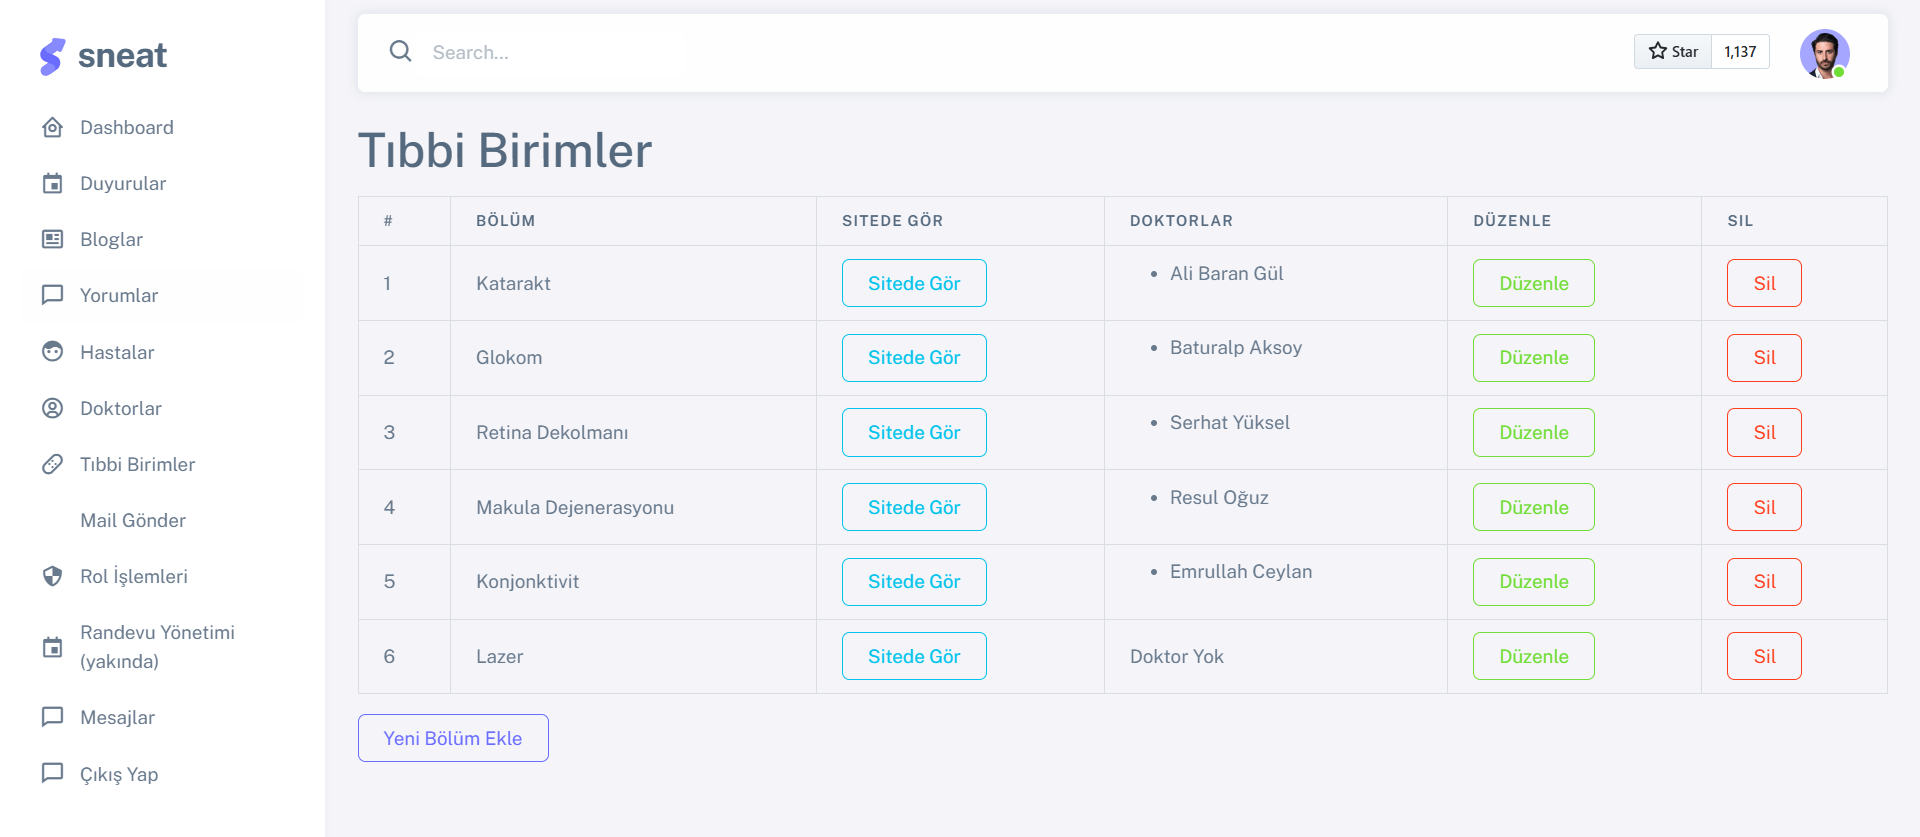 sneat
Dashboard
Duyurular
Bloglar
Yorumlar
Hastalar
Doktorlar
Tıbbi Birimler
Mail Gönder
Rol İşlemleri
Randevu Yönetimi
(yakında)
Mesajlar
Çıkış Yap
Search...
Star 1,137
Tıbbi Birimler
# BÖLÜM SITEDE GÖR DOKTORLAR DÜZENLE SIL
1 Katarakt Sitede Gör • Ali Baran Gül Düzenle Sil
2 Glokom Sitede Gör • Baturalp Aksoy Düzenle Sil
3 Retina Dekolmanı Sitede Gör • Serhat Yüksel Düzenle Sil
4 Makula Dejenerasyonu Sitede Gör • Resul Oğuz Düzenle Sil
5 Konjonktivit Sitede Gör • Emrullah Ceylan Düzenle Sil
6 Lazer Sitede Gör Doktor Yok Düzenle Sil
Yeni Bölüm Ekle